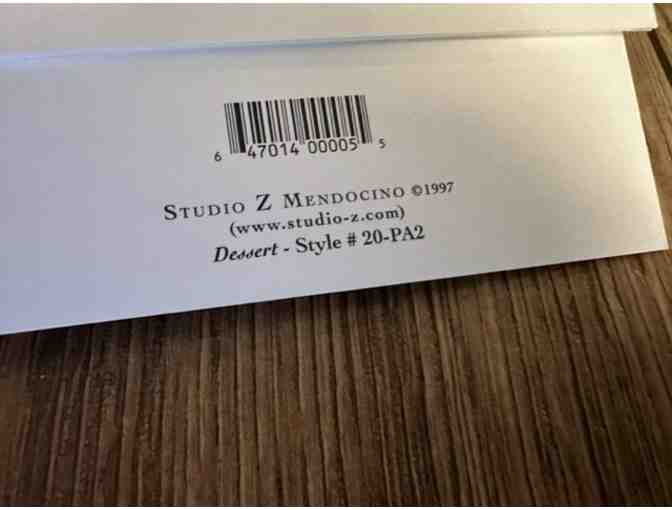 6 47014 00005 5
STUDIO Z MENDOCINO ©1997
(www.studio-z.com)
Dessert - Style # 20-PA2